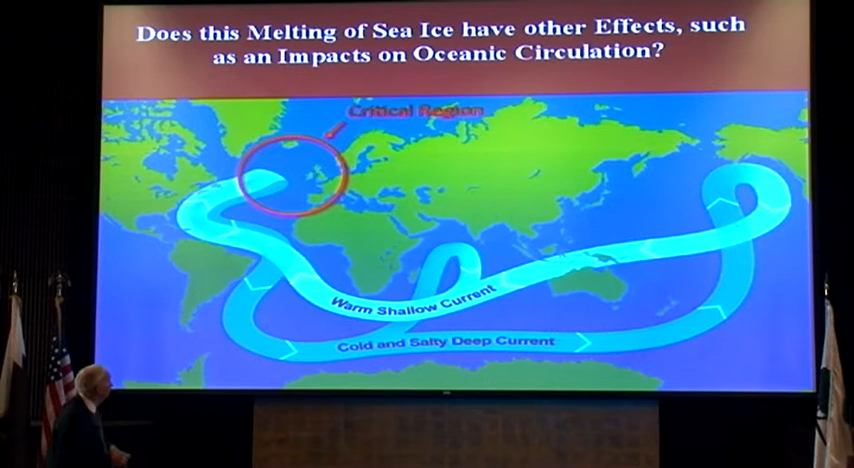 Does this Melting of Sea Ice have other Effects, such
as an Impacts on Oceanic Circulation?
Critical Region
Warm Shallow Current
Cold and Salty Deep Current